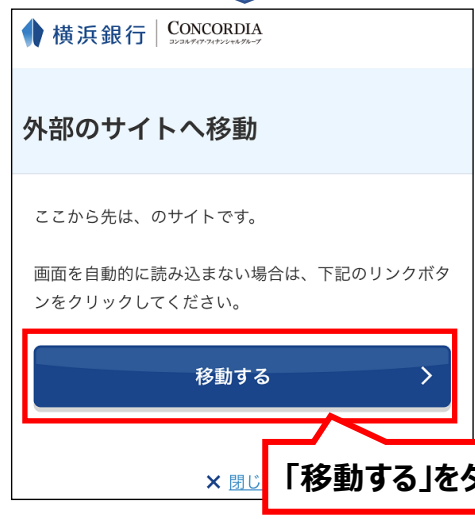 横浜銀行 CONCORDIA
コンコルディア・フィナンシャルグループ
外部のサイトへ移動
ここから先は、のサイトです。
画面を自動的に読み込まない場合は、下記のリンクボタ
ンをクリックしてください。
移動する
× 閉じ
「移動する」をタ